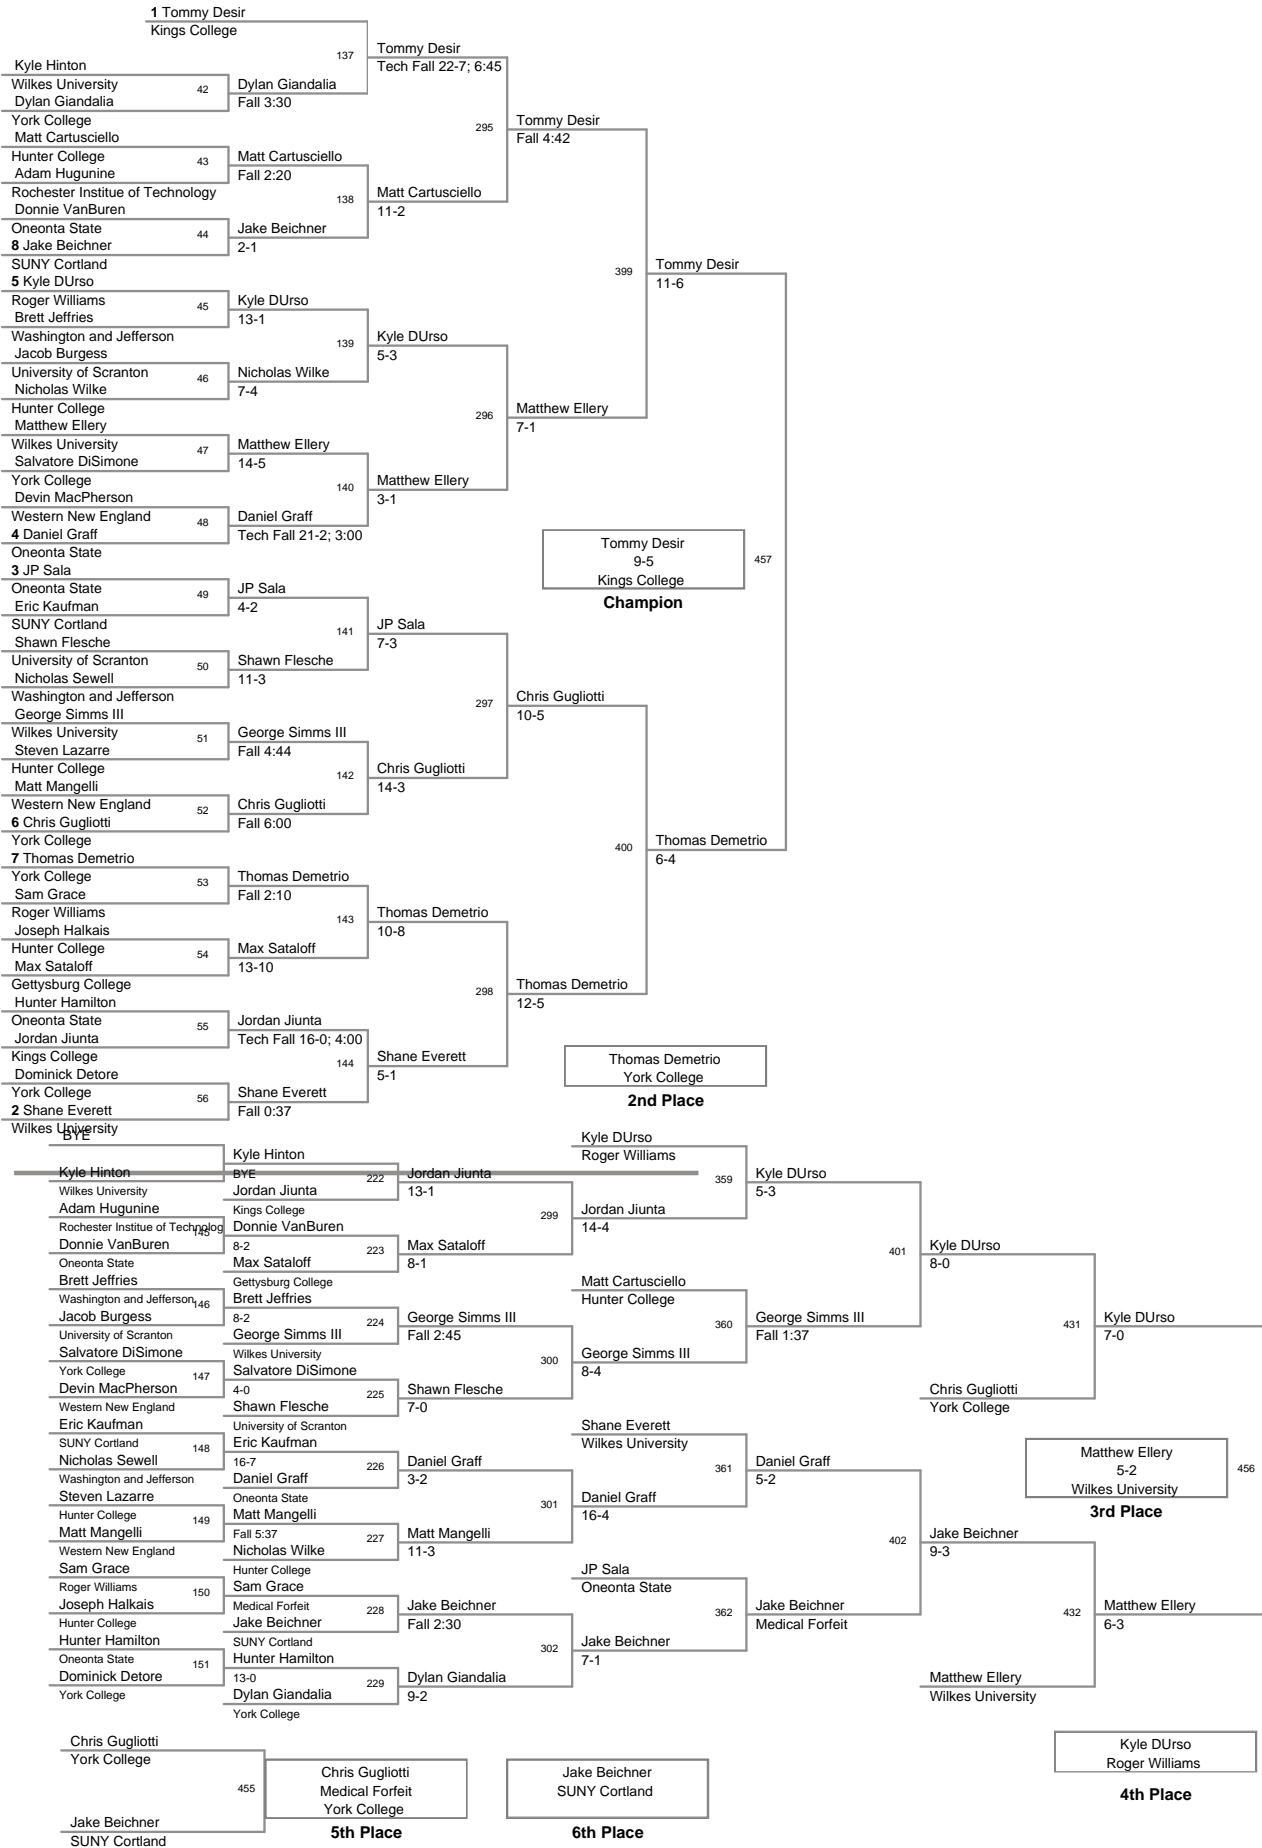 1 Tommy Desir
Kings College
137
Tommy Desir
Tech Fall 22-7; 6:45
Kyle Hinton
Wilkes University
42
Dylan Giandalia
Dylan Giandalia
Fall 3:30
York College
295
Tommy Desir
Fall 4:42
Matt Cartusciello
Hunter College
43
Matt Cartusciello
Adam Hugunine
Fall 2:20
Rochester Institue of Technology
138
Matt Cartusciello
11-2
Donnie VanBuren
Oneonta State
44
Jake Beichner
8 Jake Beichner
2-1
SUNY Cortland
399
Tommy Desir
11-6
5 Kyle DUrso
Roger Williams
45
Kyle DUrso
Brett Jeffries
13-1
Washington and Jefferson
139
Kyle DUrso
5-3
Jacob Burgess
University of Scranton
46
Nicholas Wilke
Nicholas Wilke
7-4
Hunter College
296
Matthew Ellery
7-1
Matthew Ellery
Wilkes University
47
Matthew Ellery
Salvatore DiSimone
14-5
York College
140
Matthew Ellery
3-1
Devin MacPherson
Western New England
48
Daniel Graff
4 Daniel Graff
Tech Fall 21-2; 3:00
Oneonta State
Tommy Desir
9-5
Kings College
457
Champion
3 JP Sala
Oneonta State
49
JP Sala
Eric Kaufman
4-2
SUNY Cortland
141
JP Sala
7-3
Shawn Flesche
University of Scranton
50
Shawn Flesche
Nicholas Sewell
11-3
Washington and Jefferson
297
Chris Gugliotti
10-5
George Simms III
Wilkes University
51
George Simms III
Steven Lazarre
Fall 4:44
Hunter College
142
Chris Gugliotti
14-3
Matt Mangelli
Western New England
52
Chris Gugliotti
6 Chris Gugliotti
Fall 6:00
York College
400
Thomas Demetrio
6-4
7 Thomas Demetrio
York College
53
Thomas Demetrio
Sam Grace
Fall 2:10
Roger Williams
143
Thomas Demetrio
10-8
Joseph Halkais
Hunter College
54
Max Sataloff
Max Sataloff
13-10
Gettysburg College
298
Thomas Demetrio
12-5
Hunter Hamilton
Oneonta State
55
Jordan Jiunta
Jordan Jiunta
Tech Fall 16-0; 4:00
Kings College
144
Shane Everett
5-1
Dominick Detore
York College
56
Shane Everett
2 Shane Everett
Fall 0:37
Wilkes University
Thomas Demetrio
York College
2nd Place
BYE
Kyle Hinton
Kyle Hinton
BYE
Wilkes University
Jordan Jiunta
Kings College
222
Jordan Jiunta
13-1
Adam Hugunine
Rochester Institue of Technolog
145
Donnie VanBuren
Donnie VanBuren
8-2
Oneonta State
Max Sataloff
Gettysburg College
223
Max Sataloff
8-1
299
Jordan Jiunta
14-4
Kyle DUrso
Roger Williams
359
Kyle DUrso
5-3
Brett Jeffries
Washington and Jefferson
146
Brett Jeffries
Jacob Burgess
8-2
University of Scranton
George Simms III
Wilkes University
224
George Simms III
Fall 2:45
Salvatore DiSimone
York College
147
Salvatore DiSimone
Devin MacPherson
4-0
Western New England
Shawn Flesche
University of Scranton
225
Shawn Flesche
7-0
300
George Simms III
8-4
Matt Cartusciello
Hunter College
360
George Simms III
Fall 1:37
401
Kyle DUrso
8-0
Chris Gugliotti
York College
431
Kyle DUrso
7-0
Eric Kaufman
SUNY Cortland
148
Eric Kaufman
Nicholas Sewell
16-7
Washington and Jefferson
Daniel Graff
Oneonta State
226
Daniel Graff
3-2
Steven Lazarre
Hunter College
149
Matt Mangelli
Matt Mangelli
Fall 5:37
Western New England
Nicholas Wilke
Hunter College
227
Matt Mangelli
11-3
301
Daniel Graff
16-4
Shane Everett
Wilkes University
361
Daniel Graff
5-2
Matthew Ellery
5-2
Wilkes University
456
3rd Place
Sam Grace
Roger Williams
150
Sam Grace
Joseph Halkais
Medical Forfeit
Hunter College
Jake Beichner
SUNY Cortland
228
Jake Beichner
Fall 2:30
Hunter Hamilton
Oneonta State
151
Hunter Hamilton
Dominick Detore
13-0
York College
Dylan Giandalia
York College
229
Dylan Giandalia
9-2
302
Jake Beichner
7-1
JP Sala
Oneonta State
362
Jake Beichner
Medical Forfeit
402
Jake Beichner
9-3
Matthew Ellery
Wilkes University
432
Matthew Ellery
6-3
Chris Gugliotti
York College
455
Jake Beichner
SUNY Cortland
Chris Gugliotti
Medical Forfeit
York College
5th Place
Jake Beichner
SUNY Cortland
6th Place
Kyle DUrso
Roger Williams
4th Place